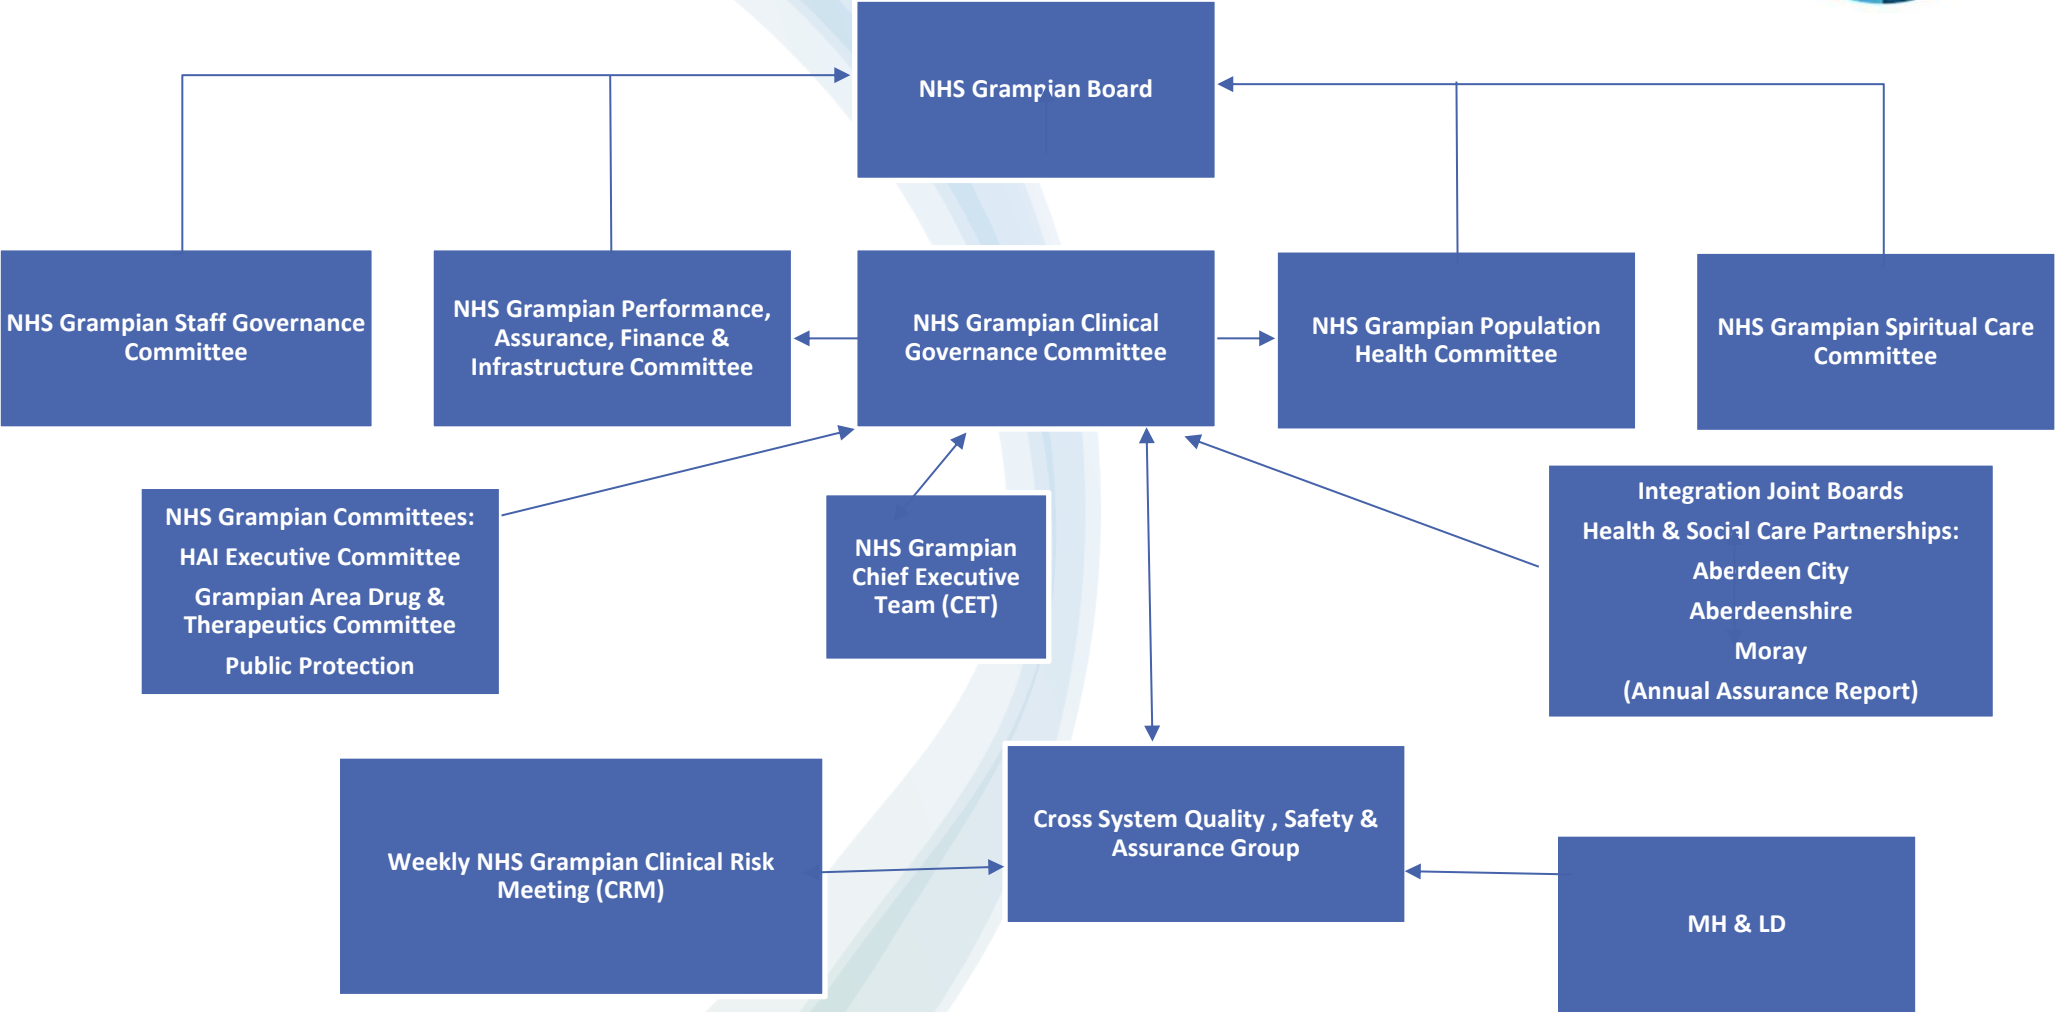 NHS Grampian Board
NHS Grampian Staff Governance
Committee
NHS Grampian Performance,
Assurance, Finance &
Infrastructure Committee
NHS Grampian Clinical
Governance Committee
NHS Grampian Population
Health Committee
NHS Grampian Spiritual Care
Committee
NHS Grampian Committees:
HAI Executive Committee
Grampian Area Drug &
Therapeutics Committee
Public Protection
NHS Grampian
Chief Executive
Team (CET)
Integration Joint Boards
Health & Social Care Partnerships:
Aberdeen City
Aberdeenshire
Moray
(Annual Assurance Report)
Weekly NHS Grampian Clinical Risk
Meeting (CRM)
Cross System Quality , Safety &
Assurance Group
MH & LD